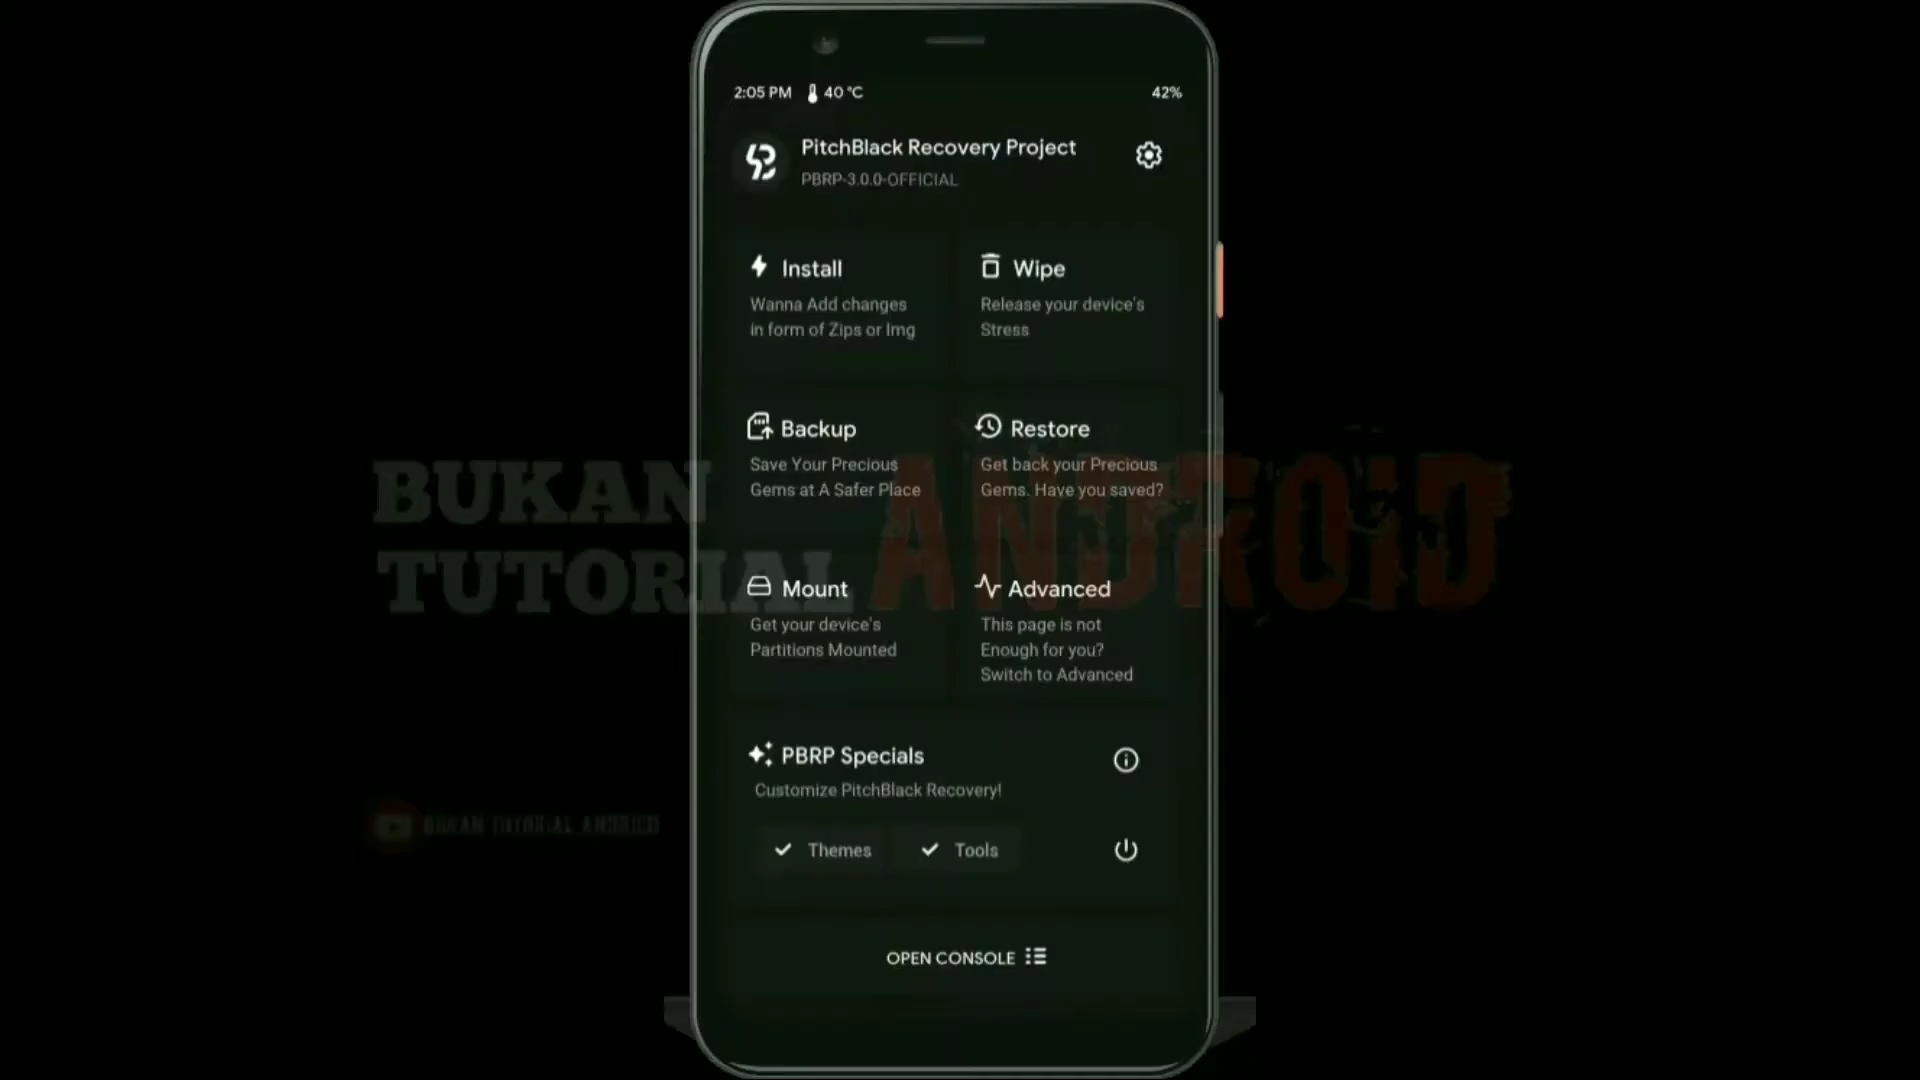 2:05 PM 40 °C 42%
PitchBlack Recovery Project
PBRP-3.0.0-OFFICIAL
Install
Wanna Add changes
in form of Zips or Img
Wipe
Release your device's
Stress
Backup
Save Your Precious
Gems at A Safer Place
Restore
Get back your Precious
Gems. Have you saved?
Mount
Get your device's
Partitions Mounted
Advanced
This page is not
Enough for you?
Switch to Advanced
PBRP Specials
Customize PitchBlack Recovery!
Themes Tools
OPEN CONSOLE
BUKAN
TUTORIAL
ANDROID
BUKAN TUTORIAL ANDROID